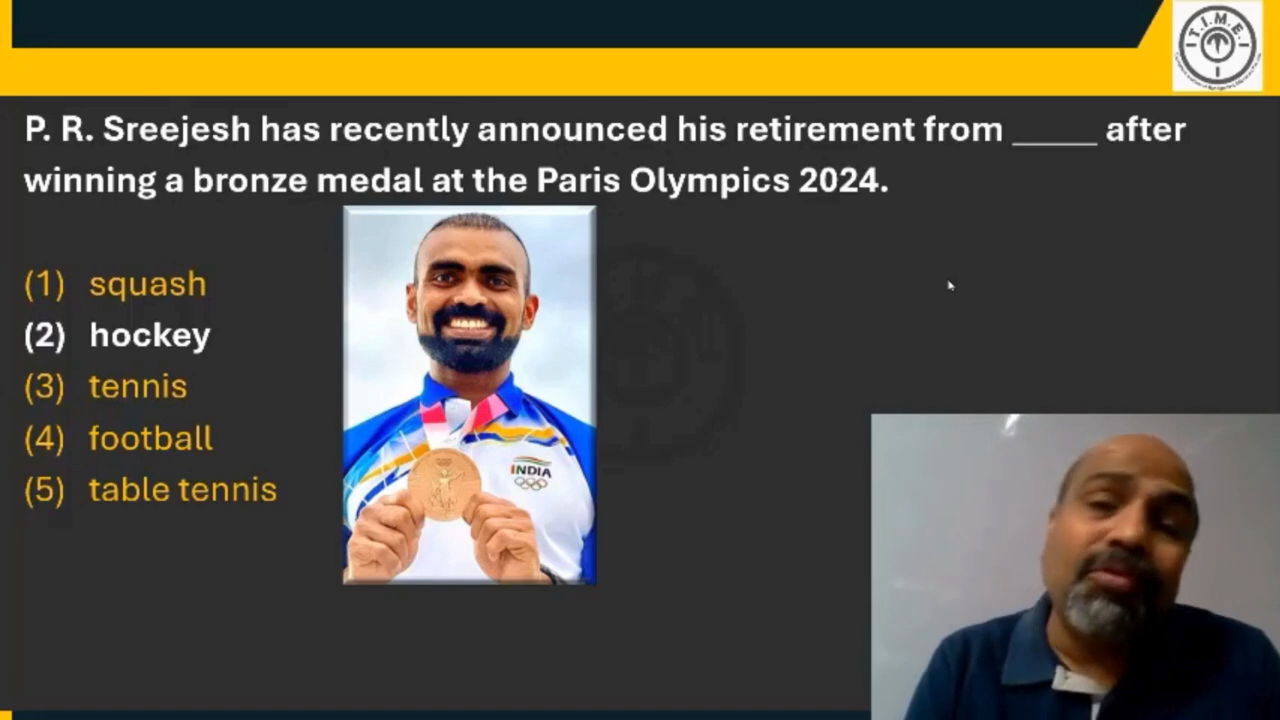 T.I.M.E.
P. R. Sreejesh has recently announced his retirement from _____ after
winning a bronze medal at the Paris Olympics 2024.
(1) squash
(2) hockey
(3) tennis
(4) football
(5) table tennis
INDIA